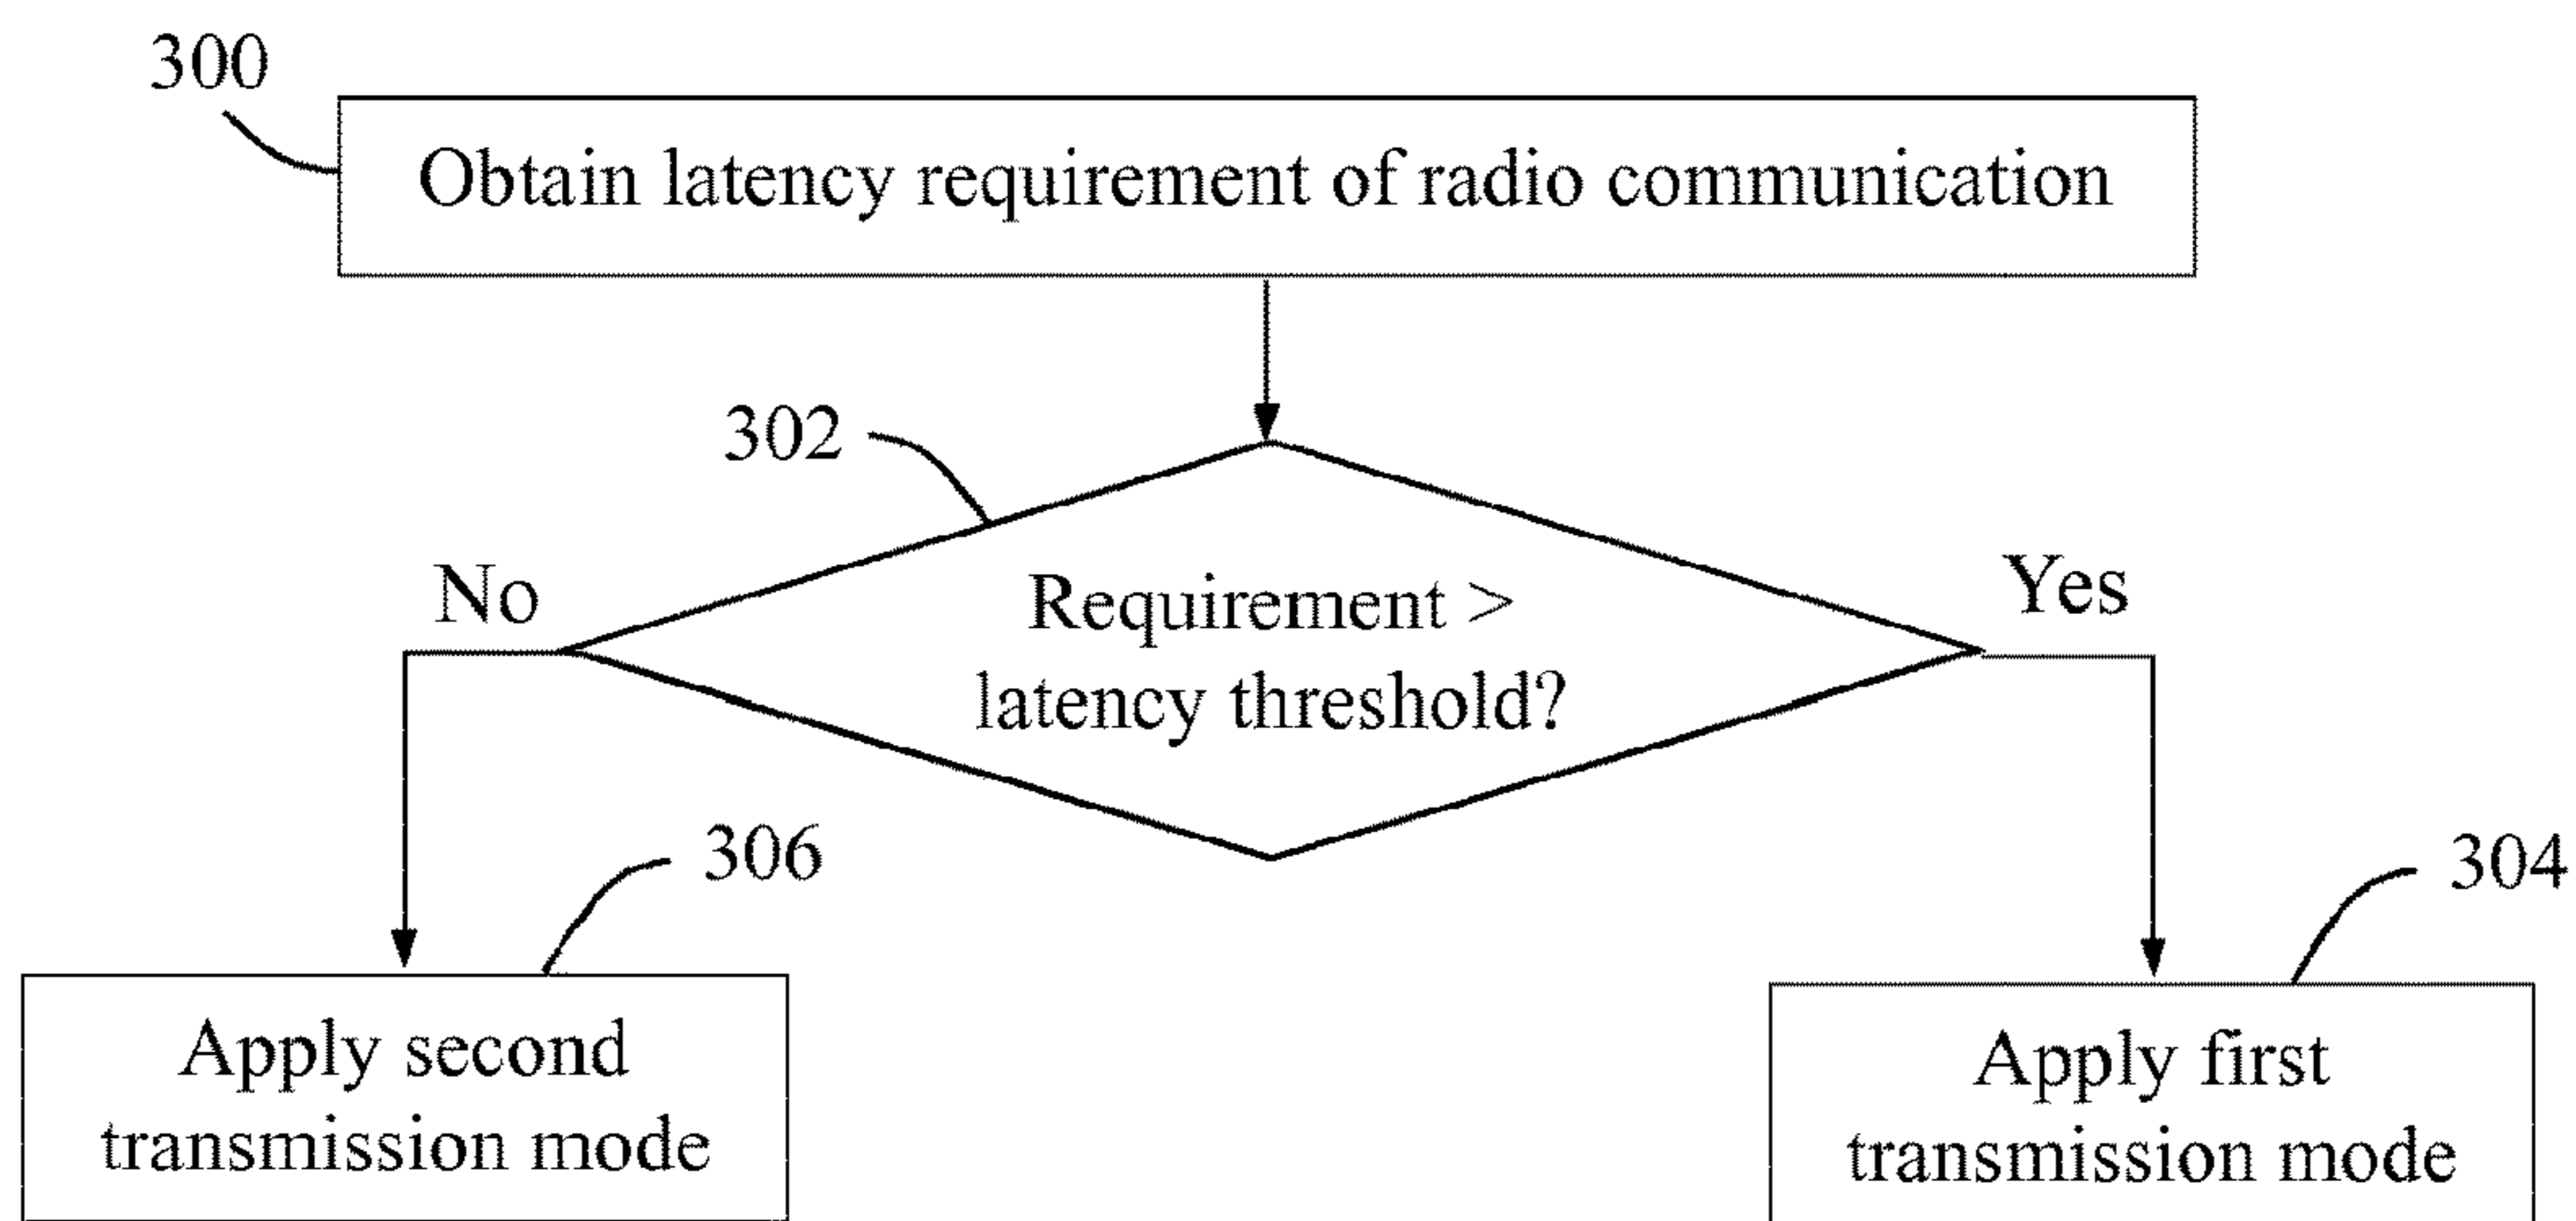 300
Obtain latency requirement of radio communication
302
No
Requirement >
latency threshold?
Yes
306
304
Apply second
transmission mode
Apply first
transmission mode